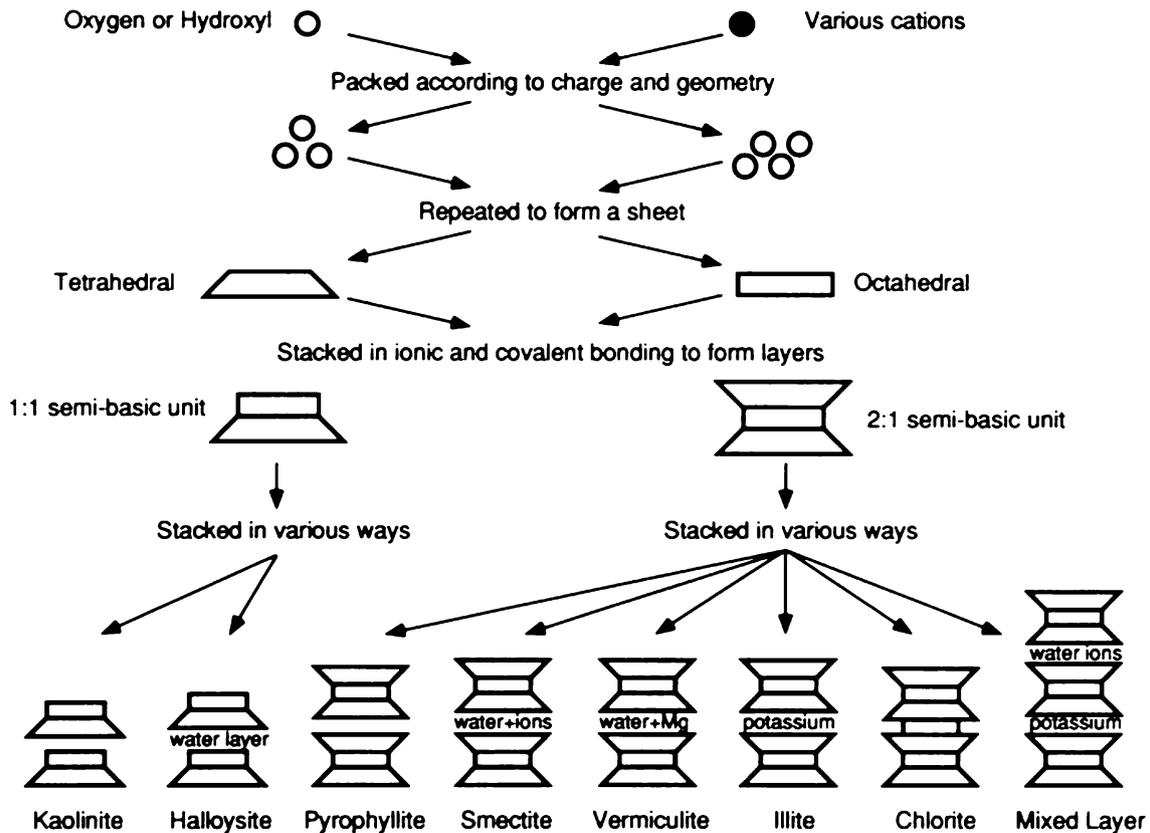 Oxygen or Hydroxyl
Various cations
Packed according to charge and geometry
Repeated to form a sheet
Tetrahedral
Octahedral
Stacked in ionic and covalent bonding to form layers
1:1 semi-basic unit
2:1 semi-basic unit
Stacked in various ways
Stacked in various ways
water ions
water layer
water+ions
water+Mg
potassium
potassium
Kaolinite
Halloysite
Pyrophyllite
Smectite
Vermiculite
Illite
Chlorite
Mixed Layer